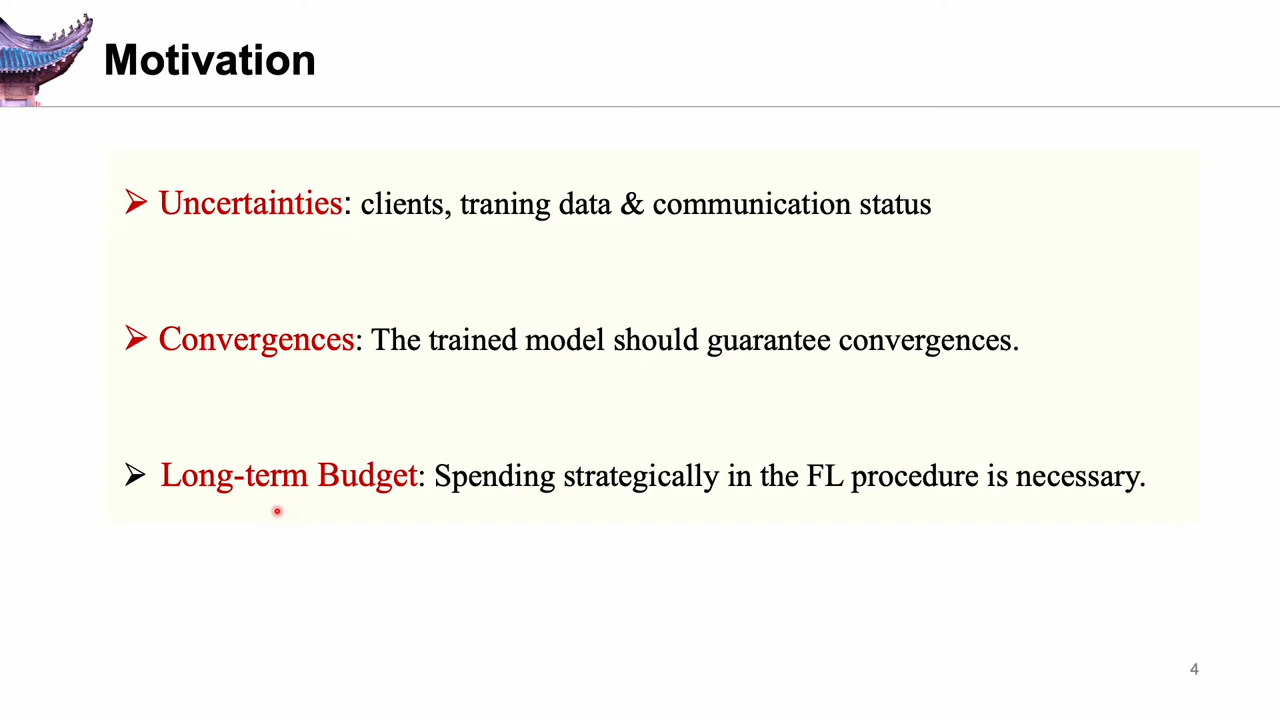 Motivation
➢ Uncertainties: clients, traning data & communication status
➢ Convergences: The trained model should guarantee convergences.
➢ Long-term Budget: Spending strategically in the FL procedure is necessary.
4